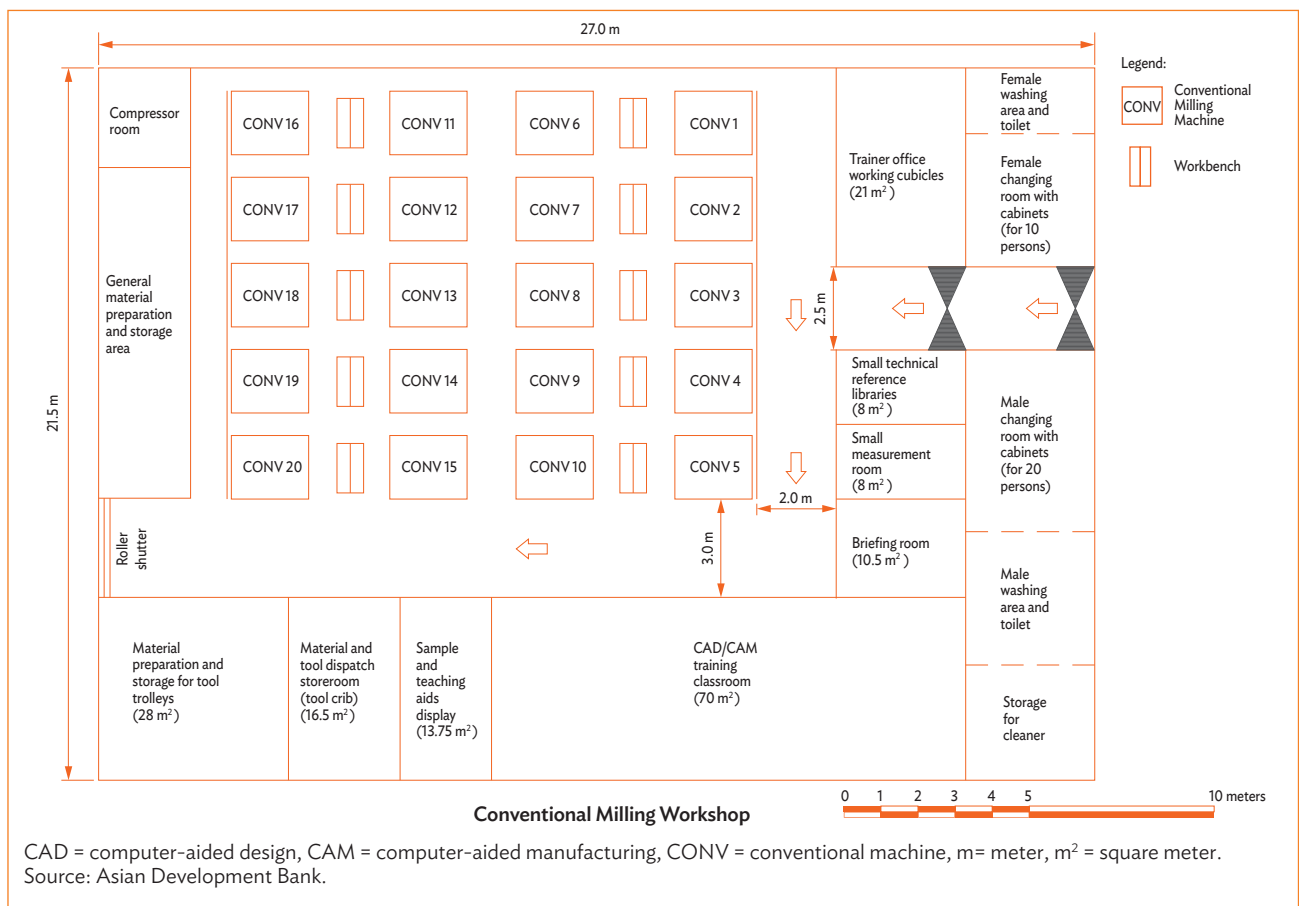 27.0 m
Legend:
CONV
Conventional
Milling
Machine
Workbench
21.5 m
Compressor
room
General
material
preparation
and storage
area
Roller
shutter
CONV 16
CONV 11
CONV 6
CONV 1
CONV 17
CONV 12
CONV 7
CONV 2
CONV 18
CONV 13
CONV 8
CONV 3
CONV 19
CONV 14
CONV 9
CONV 4
CONV 20
CONV 15
CONV 10
CONV 5
Trainer office
working cubicles
(21 m²)
Female
washing
area and
toilet
Female
changing
room with
cabinets
(for 10
persons)
2.5 m
Small technical
reference
libraries
(8 m²)
Small
measurement
room
(8 m²)
2.0 m
3.0 m
Briefing room
(10.5 m²)
Male
changing
room with
cabinets
(for 20
persons)
Male
washing
area and
toilet
Storage
for
cleaner
Material
preparation and
storage for tool
trolleys
(28 m²)
Material and
tool dispatch
storeroom
(tool crib)
(16.5 m²)
Sample
and
teaching
aids
display
(13.75 m²)
CAD/CAM
training
classroom
(70 m²)
Conventional Milling Workshop
0 1 2 3 4 5 10 meters
CAD = computer-aided design, CAM = computer-aided manufacturing, CONV = conventional machine, m= meter, m² = square meter.
Source: Asian Development Bank.